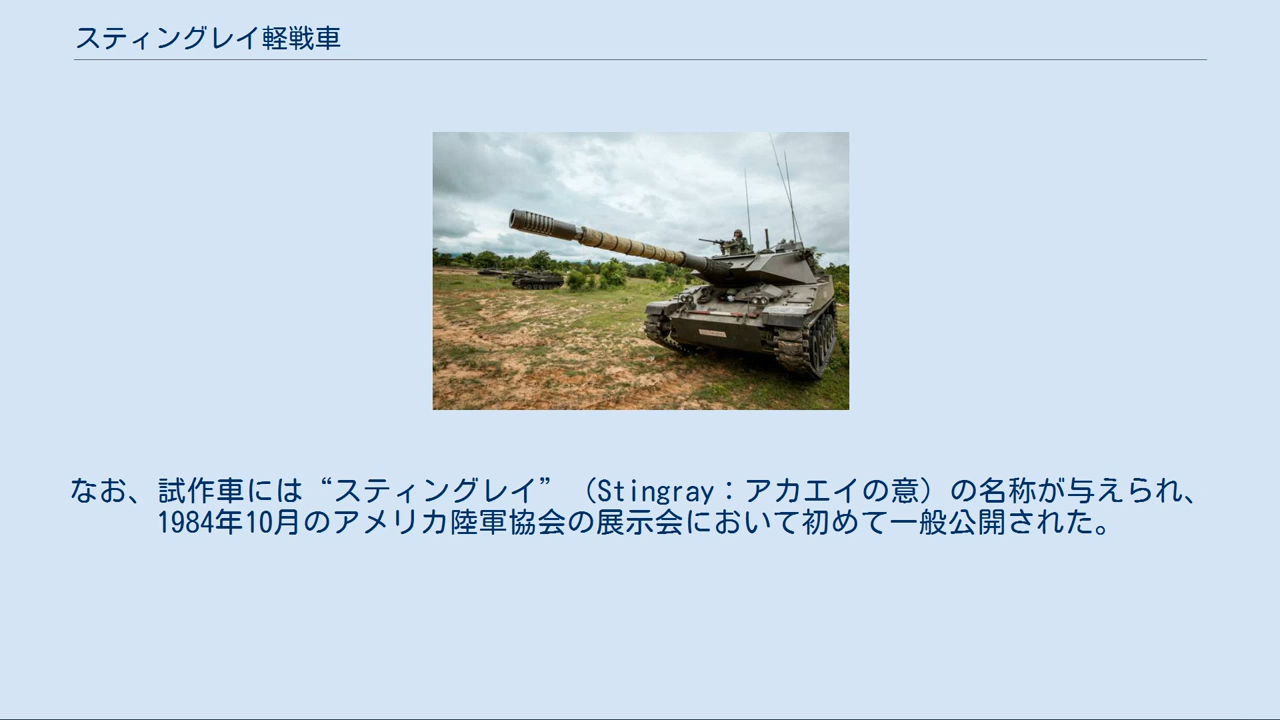 スティングレイ軽戦車
なお、試作車には“スティングレイ”（Stingray：アカエイの意）の名称が与えられ、
1984年10月のアメリカ陸軍協会の展示会において初めて一般公開された。